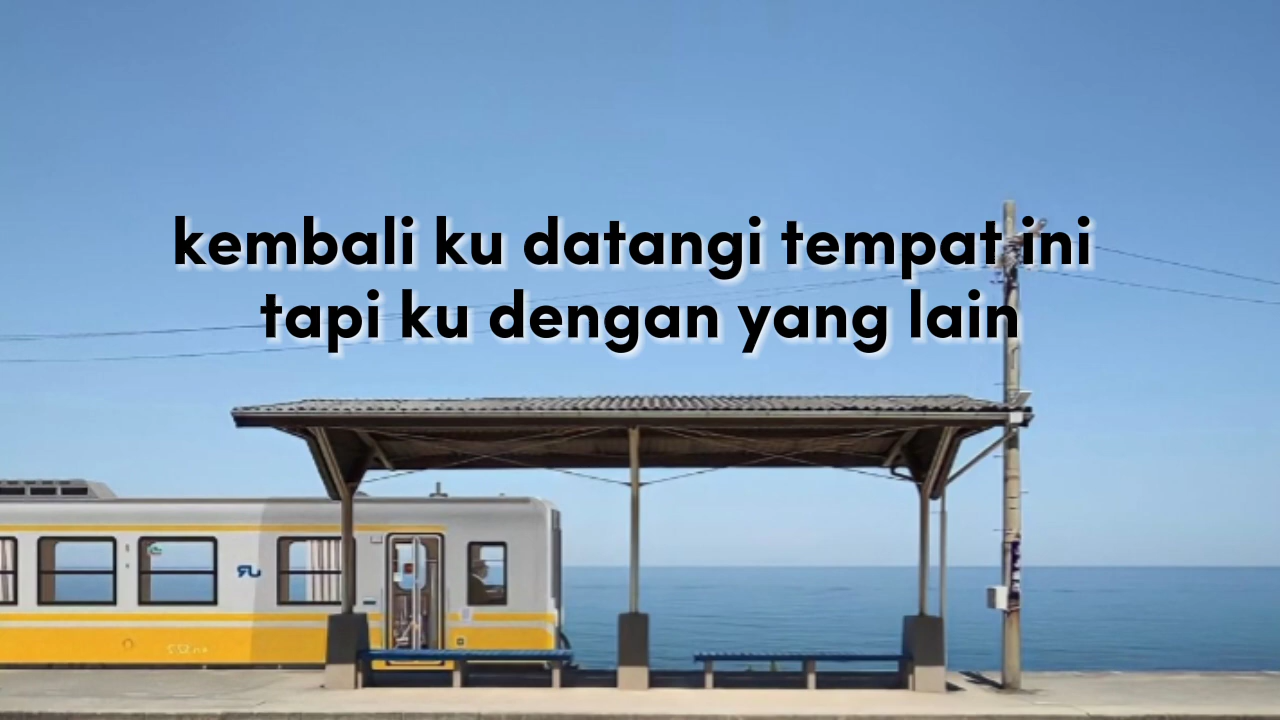 kembali ku datangi tempat ini
tapi ku dengan yang lain